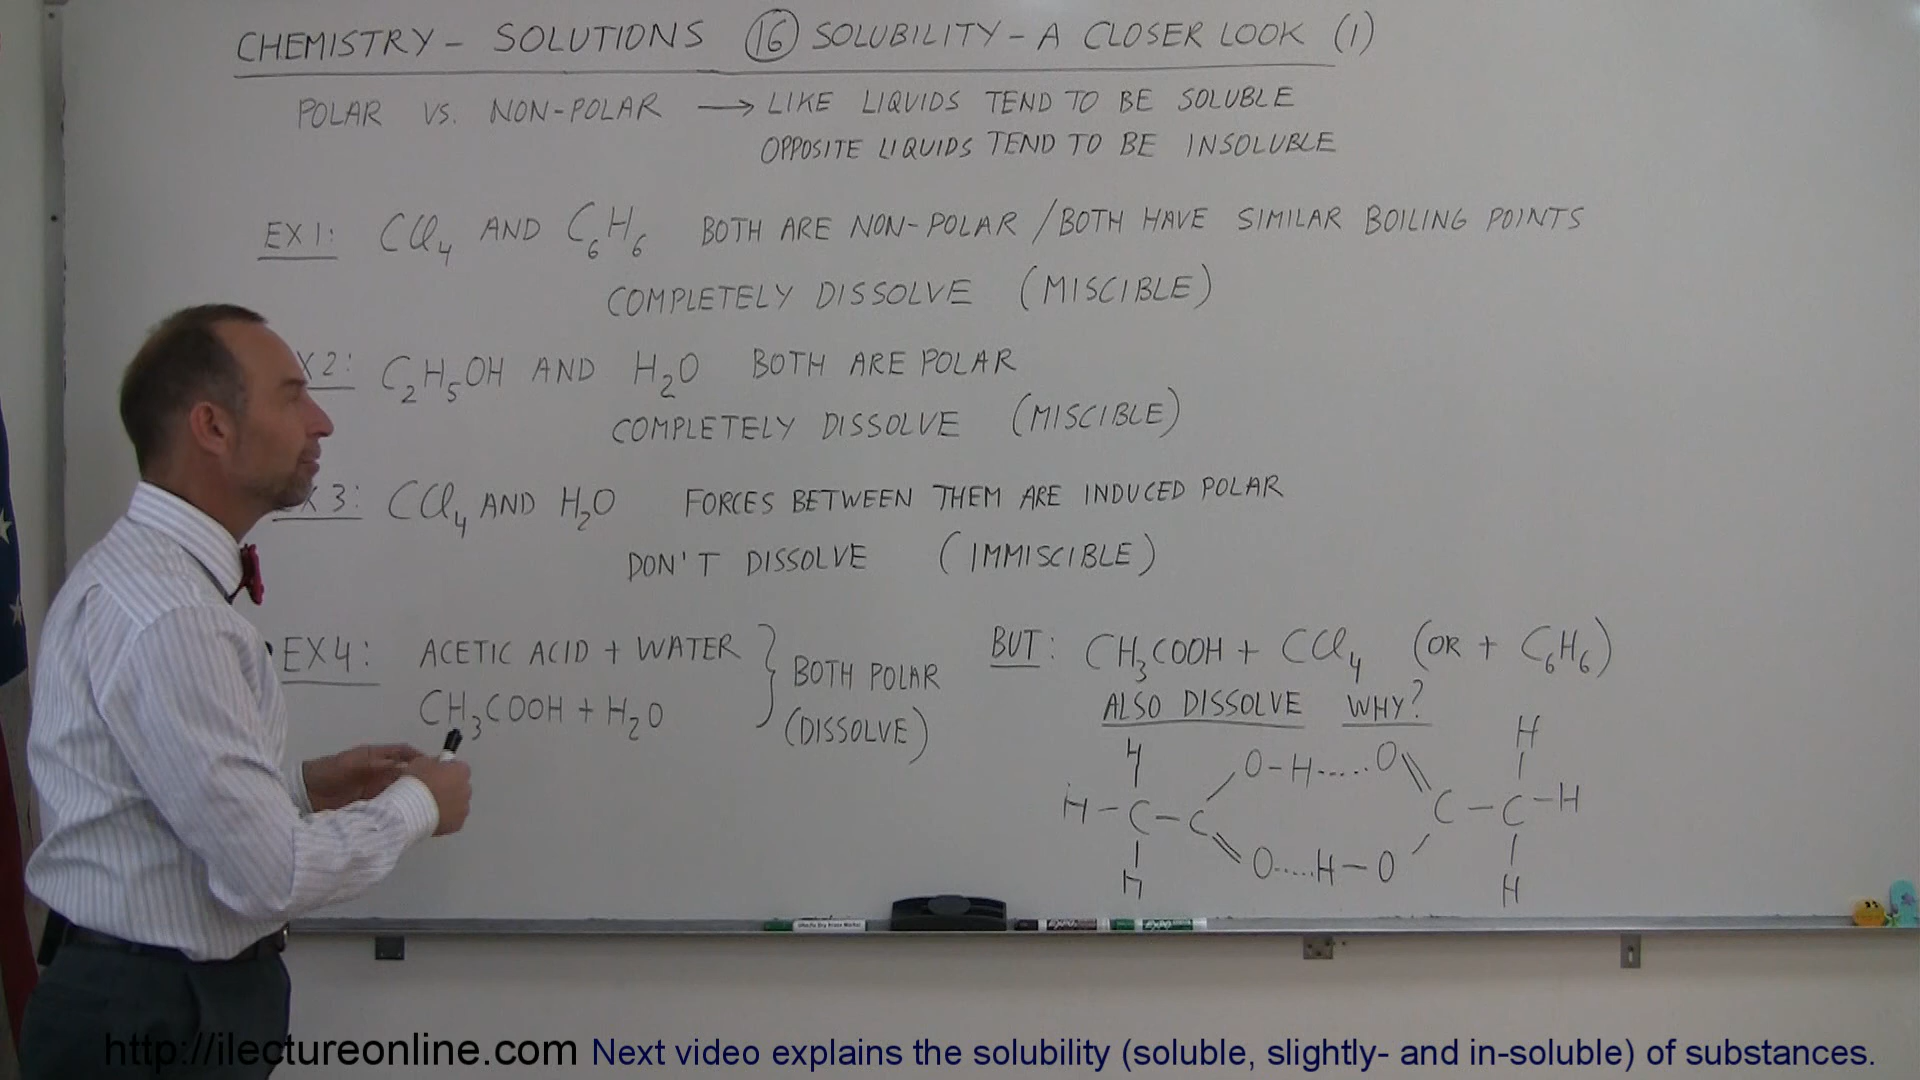 CHEMISTRY – SOLUTIONS (16) SOLUBILITY – A CLOSER LOOK (1)
POLAR VS. NON-POLAR → LIKE LIQUIDS TEND TO BE SOLUBLE
OPPOSITE LIQUIDS TEND TO BE INSOLUBLE
EX 1: CCl₄ AND C₆H₆ BOTH ARE NON-POLAR / BOTH HAVE SIMILAR BOILING POINTS
COMPLETELY DISSOLVE (MISCIBLE)
X 2: C₂H₅OH AND H₂O BOTH ARE POLAR
COMPLETELY DISSOLVE (MISCIBLE)
X 3: CCl₄ AND H₂O FORCES BETWEEN THEM ARE INDUCED POLAR
DON'T DISSOLVE (IMMISCIBLE)
EX 4: ACETIC ACID + WATER
CH₃COOH + H₂O
} BOTH POLAR
(DISSOLVE)
BUT: CH₃COOH + CCl₄ (OR + C₆H₆)
ALSO DISSOLVE WHY?
H
H O–H.....O
H–C–C C–C–H
O.....H–O
H H
http://ilectureonline.com Next video explains the solubility (soluble, slightly- and in-soluble) of substances.